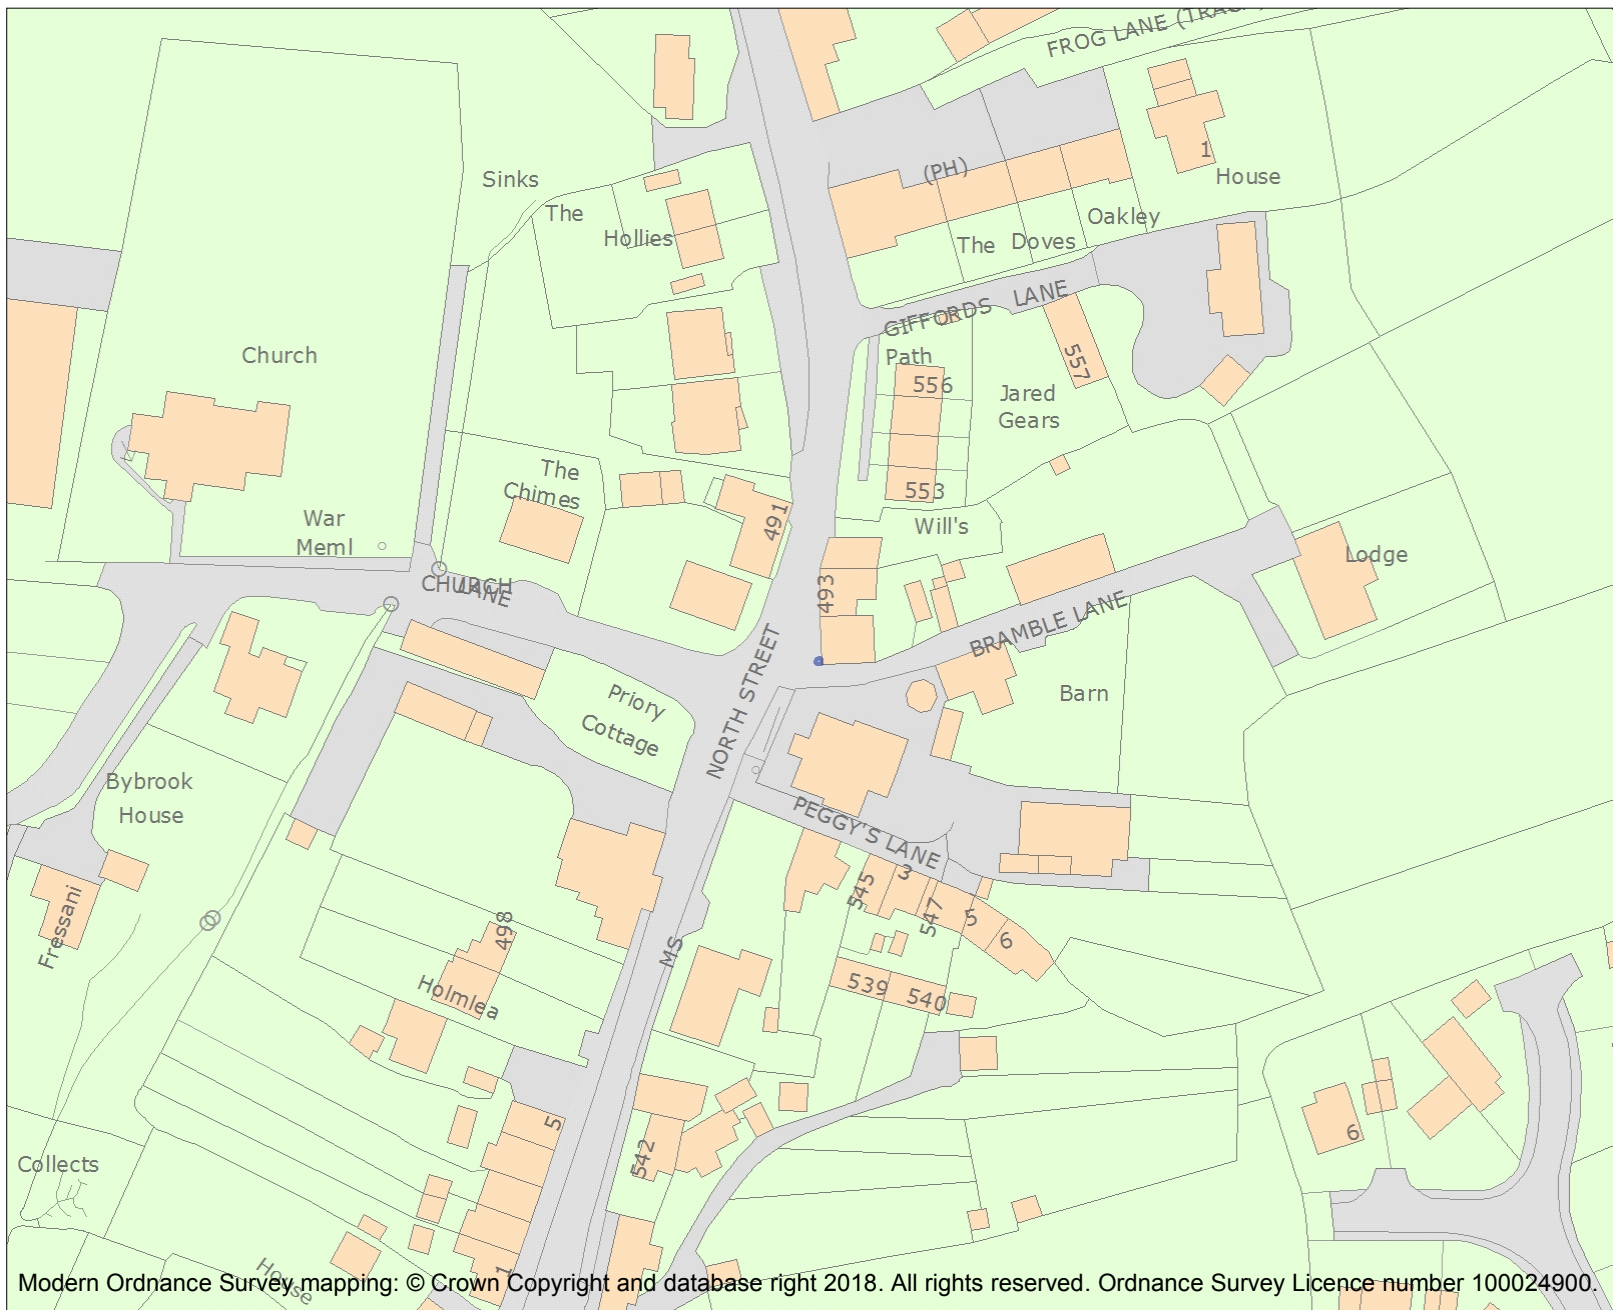 FROG LANE (TRACK)
(PH)
1
House
Sinks
The
Hollies
Oakley
The Doves
GIFFORDS LANE
Path
556
557
Church
Jared
Gears
The
Chimes
553
491
War
Meml
Will's
Lodge
CHURCH
LANE
493
BRAMBLE LANE
Priory
Cottage
NORTH STREET
Barn
Bybrook
House
PEGGY'S LANE
545
3
547
5
6
Fressani
498
MS
539
540
Holmlea
5
542
6
Collects
House
1
Modern Ordnance Survey mapping: © Crown Copyright and database right 2018. All rights reserved. Ordnance Survey Licence number 100024900.